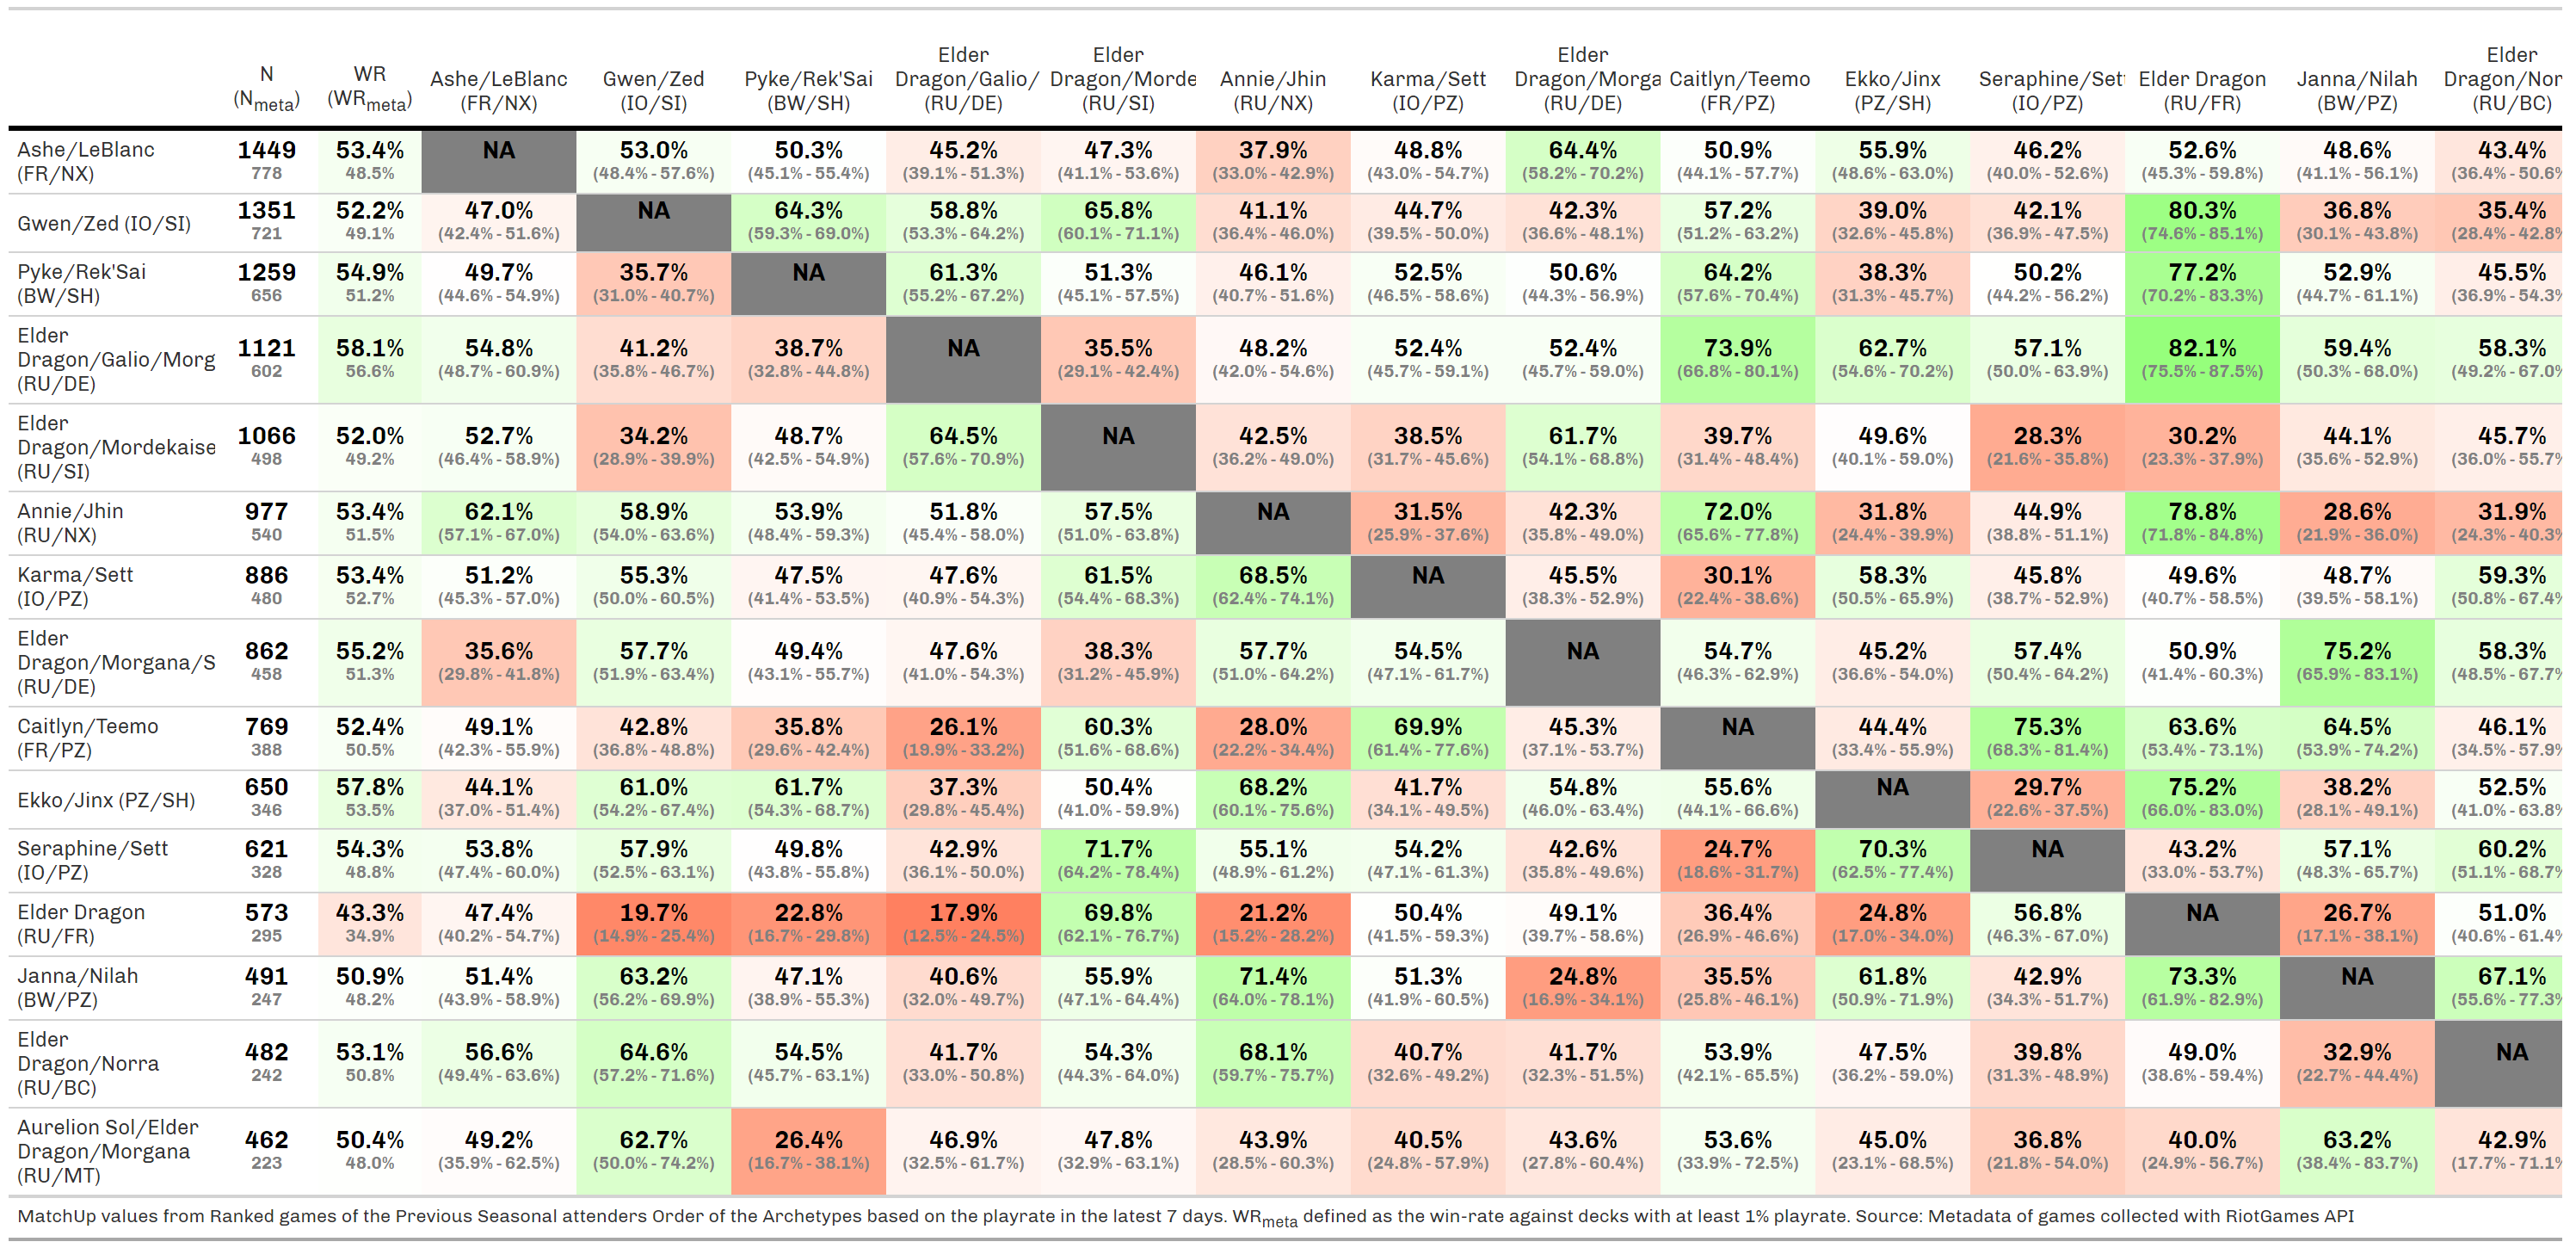 N (N_meta) WR (WR_meta) Ashe/LeBlanc (FR/NX) Gwen/Zed (IO/SI) Pyke/Rek'Sai (BW/SH) Elder Dragon/Galio/ (RU/DE) Elder Dragon/Morde (RU/SI) Annie/Jhin (RU/NX) Karma/Sett (IO/PZ) Elder Dragon/Morga (RU/DE) Caitlyn/Teemo (FR/PZ) Ekko/Jinx (PZ/SH) Seraphine/Set (IO/PZ) Elder Dragon (RU/FR) Janna/Nilah (BW/PZ) Elder Dragon/Nor (RU/BC)
Ashe/LeBlanc 1449 53.4% NA 53.0% 50.3% 45.2% 47.3% 37.9% 48.8% 64.4% 50.9% 55.9% 46.2% 52.6% 48.6% 43.4%
(FR/NX) 778 48.5% (48.4% - 57.6%) (45.1% - 55.4%) (39.1% - 51.3%) (41.1% - 53.6%) (33.0% - 42.9%) (43.0% - 54.7%) (58.2% - 70.2%) (44.1% - 57.7%) (48.6% - 63.0%) (40.0% - 52.6%) (45.3% - 59.8%) (41.1% - 56.1%) (36.4% - 50.6%
Gwen/Zed (IO/SI) 1351 52.2% 47.0% NA 64.3% 58.8% 65.8% 41.1% 44.7% 42.3% 57.2% 39.0% 42.1% 80.3% 36.8% 35.4%
721 49.1% (42.4% - 51.6%) (59.3% - 69.0%) (53.3% - 64.2%) (60.1% - 71.1%) (36.4% - 46.0%) (39.5% - 50.0%) (36.6% - 48.1%) (51.2% - 63.2%) (32.6% - 45.8%) (36.9% - 47.5%) (74.6% - 85.1%) (30.1% - 43.8%) (28.4% - 42.8%
Pyke/Rek'Sai 1259 54.9% 49.7% 35.7% NA 61.3% 51.3% 46.1% 52.5% 50.6% 64.2% 38.3% 50.2% 77.2% 52.9% 45.5%
(BW/SH) 656 51.2% (44.6% - 54.9%) (31.0% - 40.7%) (55.2% - 67.2%) (45.1% - 57.5%) (40.7% - 51.6%) (46.5% - 58.6%) (44.3% - 56.9%) (57.6% - 70.4%) (31.3% - 45.7%) (44.2% - 56.2%) (70.2% - 83.3%) (44.7% - 61.1%) (36.9% - 54.3%
Elder
Dragon/Galio/Morg 1121 58.1% 54.8% 41.2% 38.7% NA 35.5% 48.2% 52.4% 52.4% 73.9% 62.7% 57.1% 82.1% 59.4% 58.3%
(RU/DE) 602 56.6% (48.7% - 60.9%) (35.8% - 46.7%) (32.8% - 44.8%) (29.1% - 42.4%) (42.0% - 54.6%) (45.7% - 59.1%) (45.7% - 59.0%) (66.8% - 80.1%) (54.6% - 70.2%) (50.0% - 63.9%) (75.5% - 87.5%) (50.3% - 68.0%) (49.2% - 67.0%
Elder
Dragon/Mordekaise 1066 52.0% 52.7% 34.2% 48.7% 64.5% NA 42.5% 38.5% 61.7% 39.7% 49.6% 28.3% 30.2% 44.1% 45.7%
(RU/SI) 498 49.2% (46.4% - 58.9%) (28.9% - 39.9%) (42.5% - 54.9%) (57.6% - 70.9%) (36.2% - 49.0%) (31.7% - 45.6%) (54.1% - 68.8%) (31.4% - 48.4%) (40.1% - 59.0%) (21.6% - 35.8%) (23.3% - 37.9%) (35.6% - 52.9%) (36.0% - 55.7%
Annie/Jhin 977 53.4% 62.1% 58.9% 53.9% 51.8% 57.5% NA 31.5% 42.3% 72.0% 31.8% 44.9% 78.8% 28.6% 31.9%
(RU/NX) 540 51.5% (57.1% - 67.0%) (54.0% - 63.6%) (48.4% - 59.3%) (45.4% - 58.0%) (51.0% - 63.8%) (25.9% - 37.6%) (35.8% - 49.0%) (65.6% - 77.8%) (24.4% - 39.9%) (38.8% - 51.1%) (71.8% - 84.8%) (21.9% - 36.0%) (24.3% - 40.3%
Karma/Sett 886 53.4% 51.2% 55.3% 47.5% 47.6% 61.5% 68.5% NA 45.5% 30.1% 58.3% 45.8% 49.6% 48.7% 59.3%
(IO/PZ) 480 52.7% (45.3% - 57.0%) (50.0% - 60.5%) (41.4% - 53.5%) (40.9% - 54.3%) (54.4% - 68.3%) (62.4% - 74.1%) (38.3% - 52.9%) (22.4% - 38.6%) (50.5% - 65.9%) (38.7% - 52.9%) (40.7% - 58.5%) (39.5% - 58.1%) (50.8% - 67.4%
Elder
Dragon/Morgana/S 862 55.2% 35.6% 57.7% 49.4% 47.6% 38.3% 57.7% 54.5% NA 54.7% 45.2% 57.4% 50.9% 75.2% 58.3%
(RU/DE) 458 51.3% (29.8% - 41.8%) (51.9% - 63.4%) (43.1% - 55.7%) (41.0% - 54.3%) (31.2% - 45.9%) (51.0% - 64.2%) (47.1% - 61.7%) (46.3% - 62.9%) (36.6% - 54.0%) (50.4% - 64.2%) (41.4% - 60.3%) (65.9% - 83.1%) (48.5% - 67.7%
Caitlyn/Teemo 769 52.4% 49.1% 42.8% 35.8% 26.1% 60.3% 28.0% 69.9% 45.3% NA 44.4% 75.3% 63.6% 64.5% 46.1%
(FR/PZ) 388 50.5% (42.3% - 55.9%) (36.8% - 48.8%) (29.6% - 42.4%) (19.9% - 33.2%) (51.6% - 68.6%) (22.2% - 34.4%) (61.4% - 77.6%) (37.1% - 53.7%) (33.4% - 55.9%) (68.3% - 81.4%) (53.4% - 73.1%) (53.9% - 74.2%) (34.5% - 57.9%
Ekko/Jinx (PZ/SH) 650 57.8% 44.1% 61.0% 61.7% 37.3% 50.4% 68.2% 41.7% 54.8% 55.6% NA 29.7% 75.2% 38.2% 52.5%
346 53.5% (37.0% - 51.4%) (54.2% - 67.4%) (54.3% - 68.7%) (29.8% - 45.4%) (41.0% - 59.9%) (60.1% - 75.6%) (34.1% - 49.5%) (46.0% - 63.4%) (44.1% - 66.6%) (22.6% - 37.5%) (66.0% - 83.0%) (28.1% - 49.1%) (41.0% - 63.8%
Seraphine/Sett 621 54.3% 53.8% 57.9% 49.8% 42.9% 71.7% 55.1% 54.2% 42.6% 24.7% 70.3% NA 43.2% 57.1% 60.2%
(IO/PZ) 328 48.8% (47.4% - 60.0%) (52.5% - 63.1%) (43.8% - 55.8%) (36.1% - 50.0%) (64.2% - 78.4%) (48.9% - 61.2%) (47.1% - 61.3%) (35.8% - 49.6%) (18.6% - 31.7%) (62.5% - 77.4%) (33.0% - 53.7%) (48.3% - 65.7%) (51.1% - 68.7%
Elder Dragon 573 43.3% 47.4% 19.7% 22.8% 17.9% 69.8% 21.2% 50.4% 49.1% 36.4% 24.8% 56.8% NA 26.7% 51.0%
(RU/FR) 295 34.9% (40.2% - 54.7%) (14.9% - 25.4%) (16.7% - 29.8%) (12.5% - 24.5%) (62.1% - 76.7%) (15.2% - 28.2%) (41.5% - 59.3%) (39.7% - 58.6%) (26.9% - 46.6%) (17.0% - 34.0%) (46.3% - 67.0%) (17.1% - 38.1%) (40.6% - 61.4%
Janna/Nilah 491 50.9% 51.4% 63.2% 47.1% 40.6% 55.9% 71.4% 51.3% 24.8% 35.5% 61.8% 42.9% 73.3% NA 67.1%
(BW/PZ) 247 48.2% (43.9% - 58.9%) (56.2% - 69.9%) (38.9% - 55.3%) (32.0% - 49.7%) (47.1% - 64.4%) (64.0% - 78.1%) (41.9% - 60.5%) (16.9% - 34.1%) (25.8% - 46.1%) (50.9% - 71.9%) (34.3% - 51.7%) (61.9% - 82.9%) (55.6% - 77.3%
Elder
Dragon/Norra 482 53.1% 56.6% 64.6% 54.5% 41.7% 54.3% 68.1% 40.7% 41.7% 53.9% 47.5% 39.8% 49.0% 32.9% NA
(RU/BC) 242 50.8% (49.4% - 63.6%) (57.2% - 71.6%) (45.7% - 63.1%) (33.0% - 50.8%) (44.3% - 64.0%) (59.7% - 75.7%) (32.6% - 49.2%) (32.3% - 51.5%) (42.1% - 65.5%) (36.2% - 59.0%) (31.3% - 48.9%) (38.6% - 59.4%) (22.7% - 44.4%)
Aurelion Sol/Elder
Dragon/Morgana 462 50.4% 49.2% 62.7% 26.4% 46.9% 47.8% 43.9% 40.5% 43.6% 53.6% 45.0% 36.8% 40.0% 63.2% 42.9%
(RU/MT) 223 48.0% (35.9% - 62.5%) (50.0% - 74.2%) (16.7% - 38.1%) (32.5% - 61.7%) (32.9% - 63.1%) (28.5% - 60.3%) (24.8% - 57.9%) (27.8% - 60.4%) (33.9% - 72.5%) (23.1% - 68.5%) (21.8% - 54.0%) (24.9% - 56.7%) (38.4% - 83.7%) (17.7% - 71.1%
MatchUp values from Ranked games of the Previous Seasonal attenders Order of the Archetypes based on the playrate in the latest 7 days. WR_meta defined as the win-rate against decks with at least 1% playrate. Source: Metadata of games collected with RiotGames API